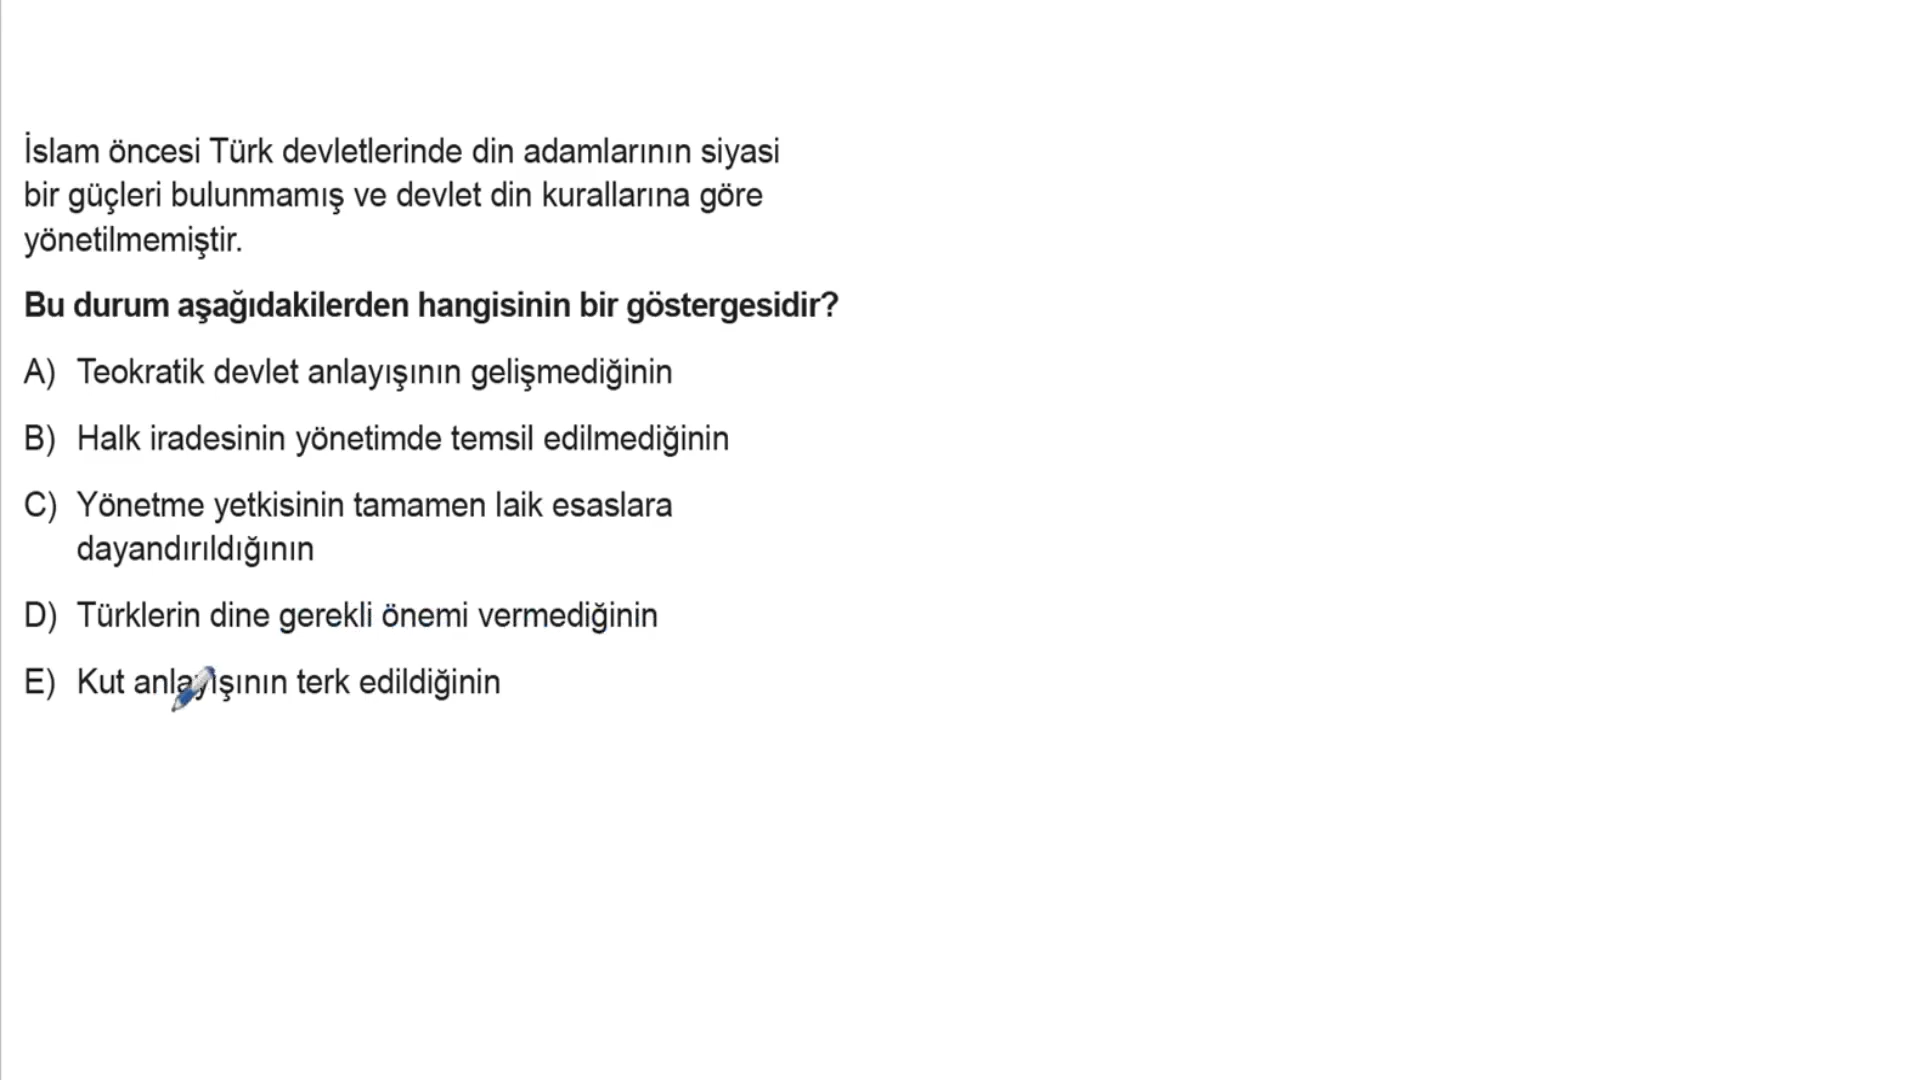 İslam öncesi Türk devletlerinde din adamlarının siyasi
bir güçleri bulunmamış ve devlet din kurallarına göre
yönetilmemiştir.
Bu durum aşağıdakilerden hangisinin bir göstergesidir?
A) Teokratik devlet anlayışının gelişmediğinin
B) Halk iradesinin yönetimde temsil edilmediğinin
C) Yönetme yetkisinin tamamen laik esaslara
dayandırıldığının
D) Türklerin dine gerekli önemi vermediğinin
E) Kut anlayışının terk edildiğinin